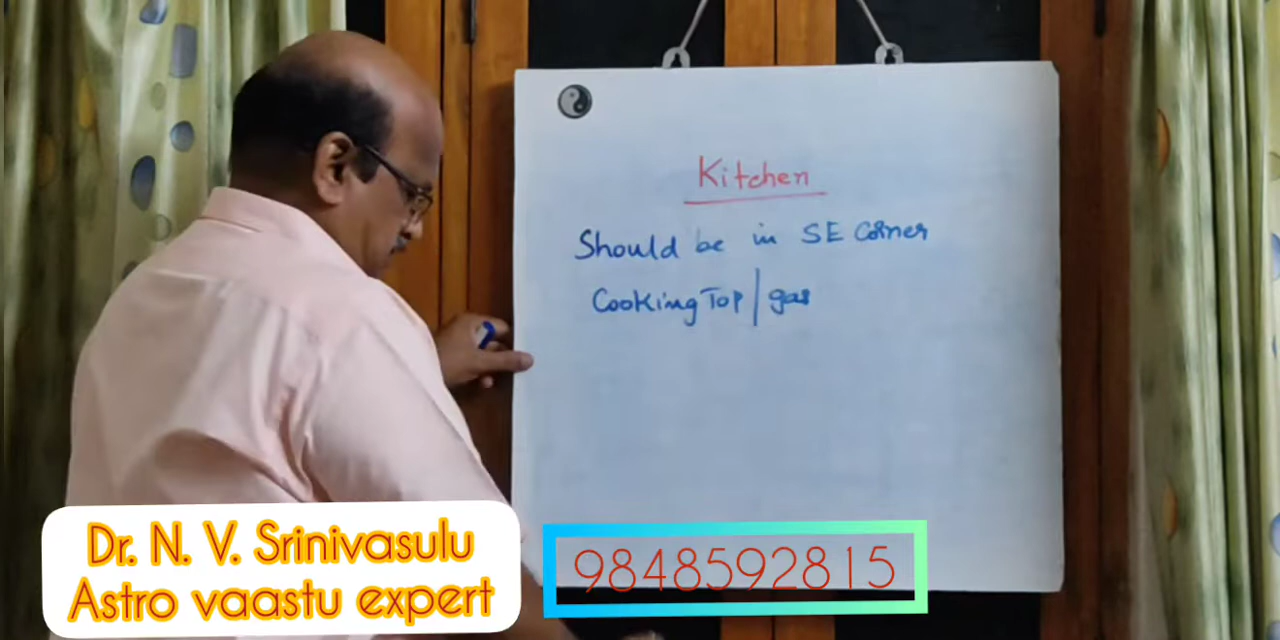 Kitchen
Should be in SE Corner
Cooking Top / gas
Dr. N. V. Srinivasulu
Astro vaastu expert
9848592815